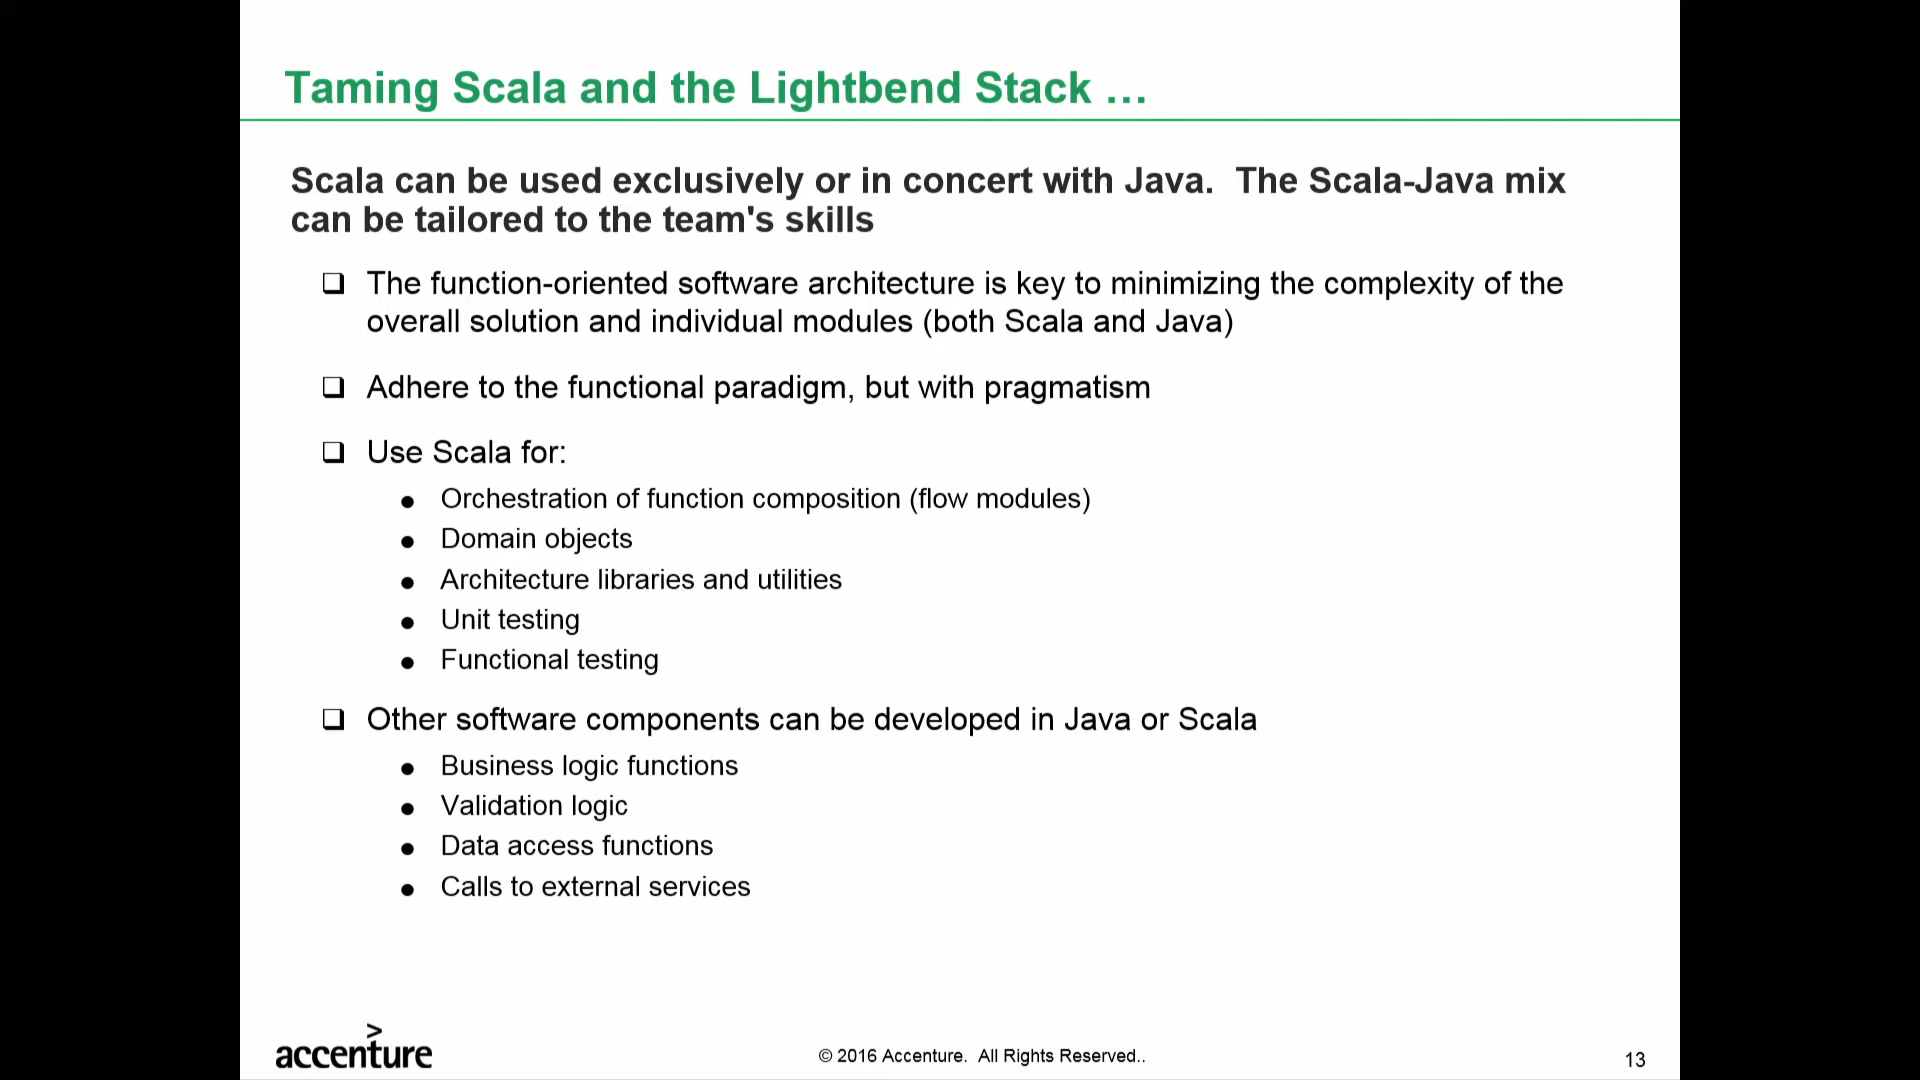 Taming Scala and the Lightbend Stack …
Scala can be used exclusively or in concert with Java.  The Scala-Java mix
can be tailored to the team's skills
❑ The function-oriented software architecture is key to minimizing the complexity of the
overall solution and individual modules (both Scala and Java)
❑ Adhere to the functional paradigm, but with pragmatism
❑ Use Scala for:
● Orchestration of function composition (flow modules)
● Domain objects
● Architecture libraries and utilities
● Unit testing
● Functional testing
❑ Other software components can be developed in Java or Scala
● Business logic functions
● Validation logic
● Data access functions
● Calls to external services
accenture
© 2016 Accenture.  All Rights Reserved..
13